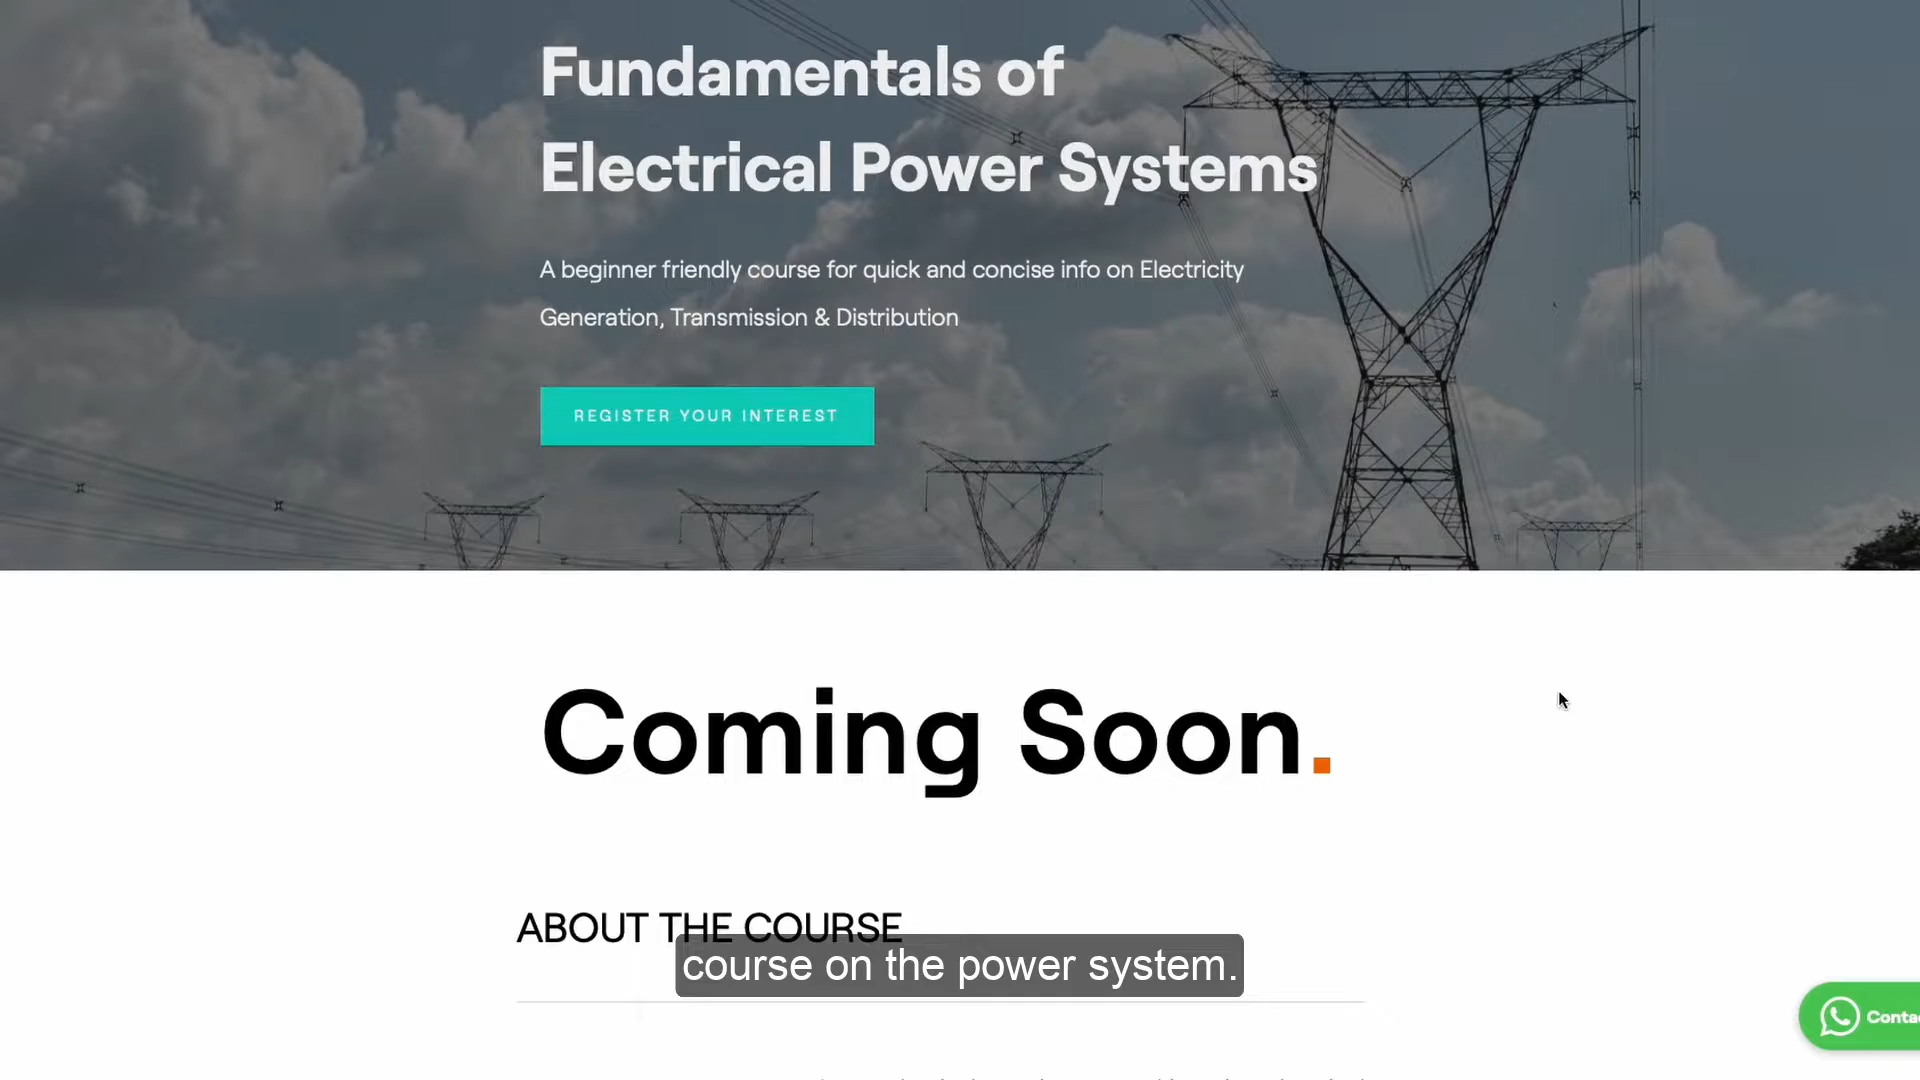 Fundamentals of
Electrical Power Systems
A beginner friendly course for quick and concise info on Electricity
Generation, Transmission & Distribution
REGISTER YOUR INTEREST
Coming Soon.
ABOUT THE COURSE
course on the power system.